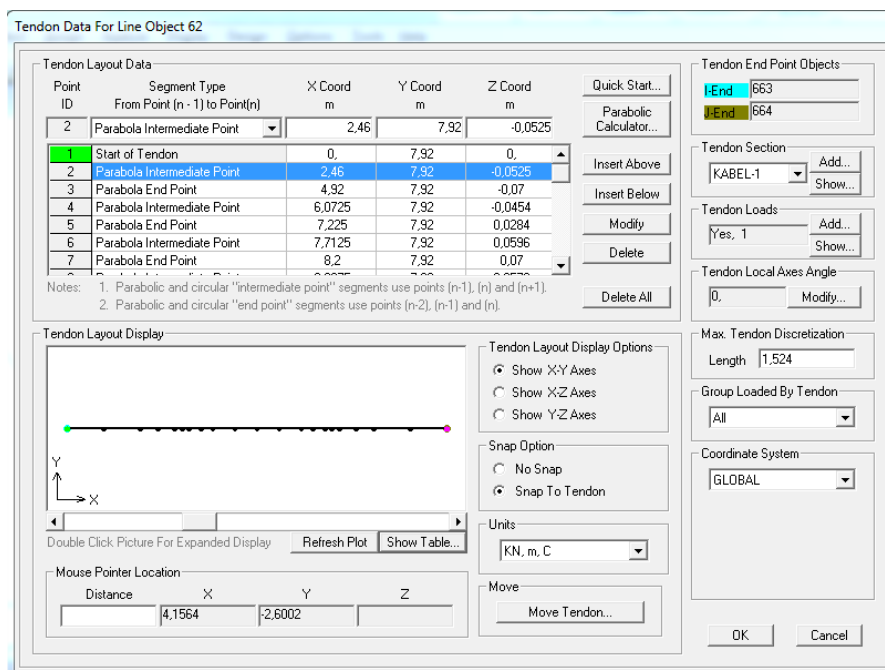 Tendon Data For Line Object 62
Tendon Layout Data
Point Segment Type X Coord Y Coord Z Coord
ID From Point (n - 1) to Point(n) m m m
2 Parabola Intermediate Point 2,46 7,92 -0,0525
1 Start of Tendon 0, 7,92 0,
2 Parabola Intermediate Point 2,46 7,92 -0,0525
3 Parabola End Point 4,92 7,92 -0,07
4 Parabola Intermediate Point 6,0725 7,92 -0,0454
5 Parabola End Point 7,225 7,92 0,0284
6 Parabola Intermediate Point 7,7125 7,92 0,0596
7 Parabola End Point 8,2 7,92 0,07
Notes: 1. Parabolic and circular "intermediate point" segments use points (n-1), (n) and (n+1).
2. Parabolic and circular "end point" segments use points (n-2), (n-1) and (n).
Quick Start...
Parabolic
Calculator...
Insert Above
Insert Below
Modify
Delete
Delete All
Tendon End Point Objects
I-End 663
J-End 664
Tendon Section
KABEL-1 Add...
Show...
Tendon Loads
Yes, 1 Add...
Show...
Tendon Local Axes Angle
0, Modify...
Max. Tendon Discretization
Length 1,524
Group Loaded By Tendon
All
Coordinate System
GLOBAL
Tendon Layout Display
Y
X
Double Click Picture For Expanded Display Refresh Plot Show Table...
Mouse Pointer Location
Distance X Y Z
4,1564 -2,6002
Tendon Layout Display Options
Show X-Y Axes
Show X-Z Axes
Show Y-Z Axes
Snap Option
No Snap
Snap To Tendon
Units
KN, m, C
Move
Move Tendon...
OK Cancel